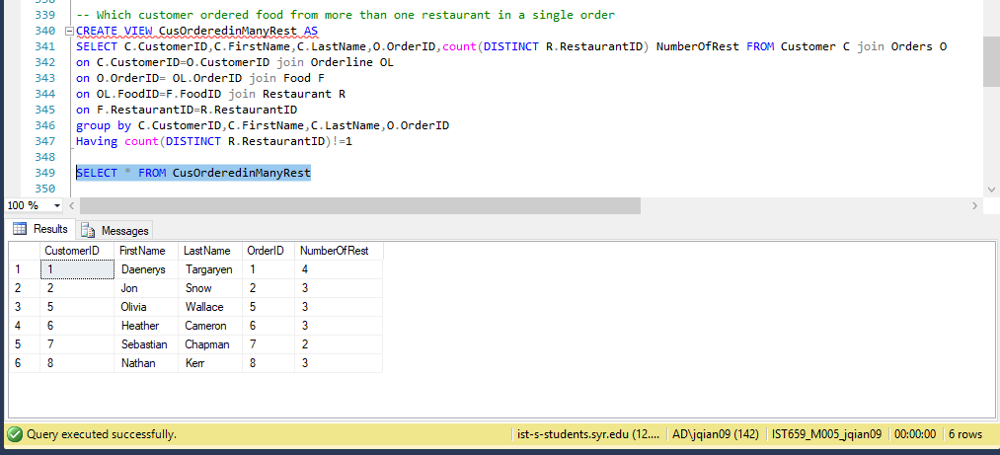 338
339 -- Which customer ordered food from more than one restaurant in a single order
340 CREATE VIEW CusOrderedinManyRest AS
341 SELECT C.CustomerID,C.FirstName,C.LastName,O.OrderID,count(DISTINCT R.RestaurantID) NumberOfRest FROM Customer C join Orders O
342 on C.CustomerID=O.CustomerID join Orderline OL
343 on O.OrderID= OL.OrderID join Food F
344 on OL.FoodID=F.FoodID join Restaurant R
345 on F.RestaurantID=R.RestaurantID
346 group by C.CustomerID,C.FirstName,C.LastName,O.OrderID
347 Having count(DISTINCT R.RestaurantID)!=1
348
349 SELECT * FROM CusOrderedinManyRest
350
100 %
Results Messages
CustomerID FirstName LastName OrderID NumberOfRest
1 1 Daenerys Targaryen 1 4
2 2 Jon Snow 2 3
3 5 Olivia Wallace 5 3
4 6 Heather Cameron 6 3
5 7 Sebastian Chapman 7 2
6 8 Nathan Kerr 8 3
Query executed successfully. ist-s-students.syr.edu (12.... AD\jqian09 (142) IST659_M005_jqian09 00:00:00 6 rows